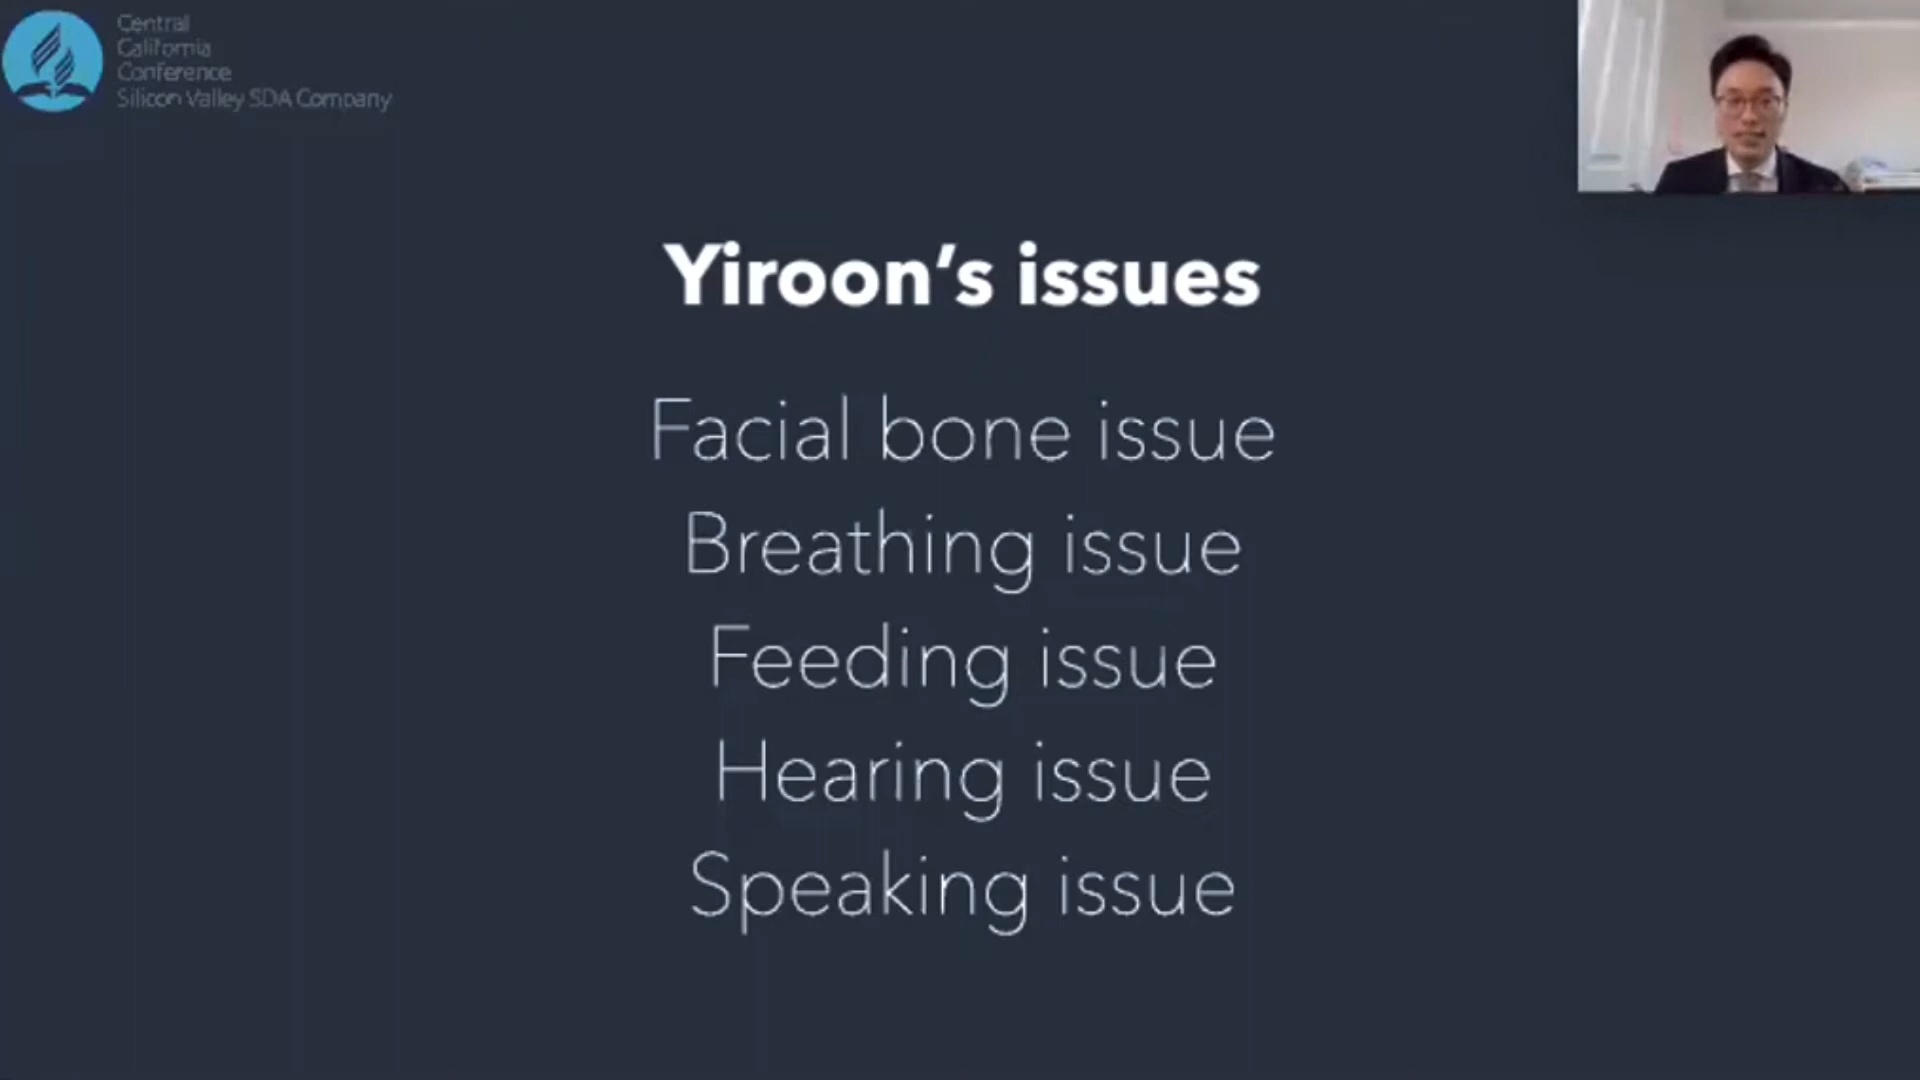 Central
California
Conference
Silicon Valley SDA Company
Yiroon’s issues
Facial bone issue
Breathing issue
Feeding issue
Hearing issue
Speaking issue